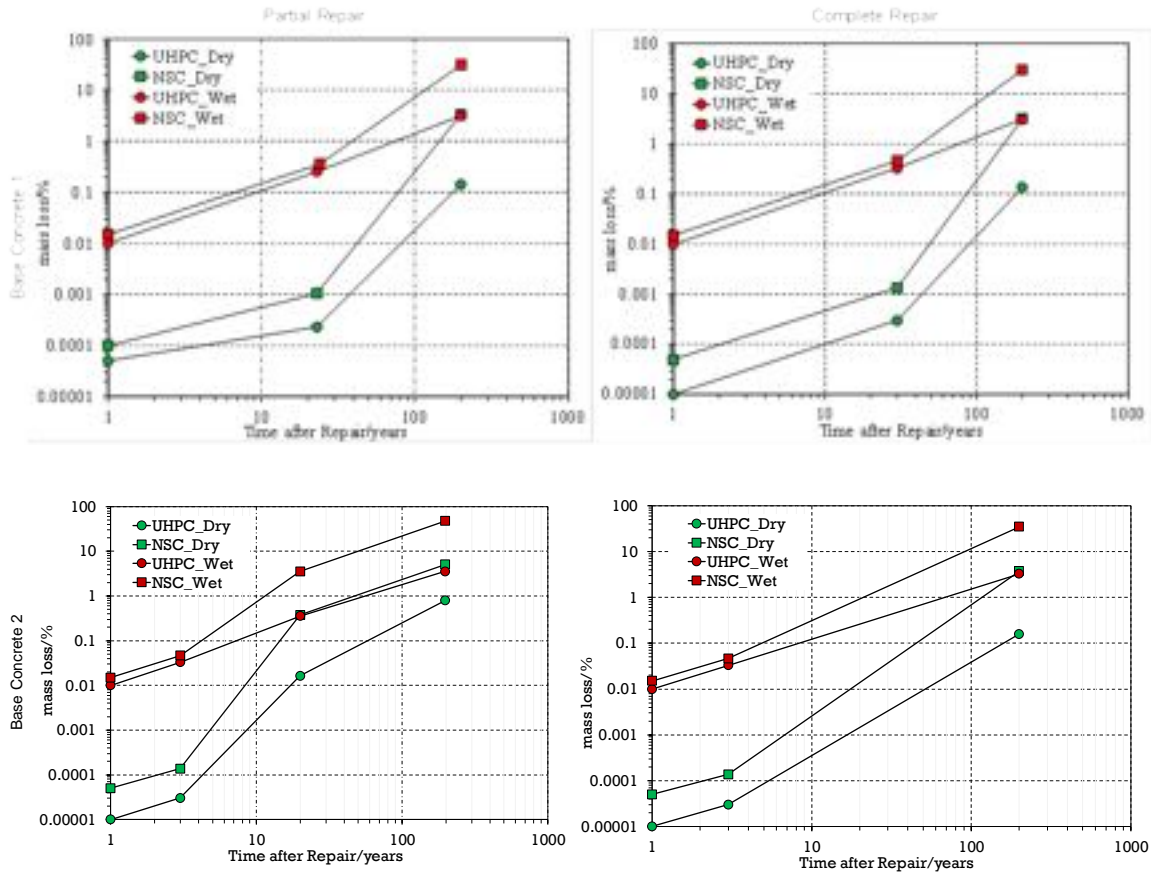 Partial Repair
Complete Repair
Base Concrete 1
mass loss/%
100
10
1
0.1
0.01
0.001
0.0001
0.00001
UHPC_Dry
NSC_Dry
UHPC_Wet
NSC_Wet
1
10
100
1000
Time after Repair/years
mass loss/%
100
10
1
0.1
0.01
0.001
0.0001
0.00001
UHPC_Dry
NSC_Dry
UHPC_Wet
NSC_Wet
1
10
100
1000
Time after Repair/years
Base Concrete 2
mass loss/%
100
10
1
0.1
0.01
0.001
0.0001
0.00001
UHPC_Dry
NSC_Dry
UHPC_Wet
NSC_Wet
1
10
100
1000
Time after Repair/years
mass loss/%
100
10
1
0.1
0.01
0.001
0.0001
0.00001
UHPC_Dry
NSC_Dry
UHPC_Wet
NSC_Wet
1
10
100
1000
Time after Repair/years